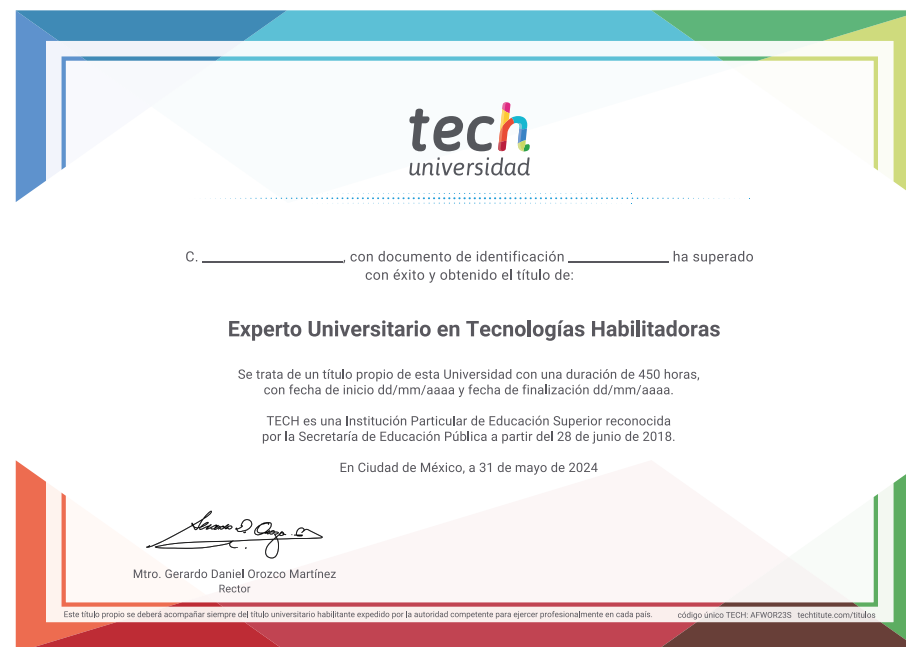 tech
universidad
C. ____________________, con documento de identificación ______________ ha superado
con éxito y obtenido el título de:
Experto Universitario en Tecnologías Habilitadoras
Se trata de un título propio de esta Universidad con una duración de 450 horas,
con fecha de inicio dd/mm/aaaa y fecha de finalización dd/mm/aaaa.
TECH es una Institución Particular de Educación Superior reconocida
por la Secretaría de Educación Pública a partir del 28 de junio de 2018.
En Ciudad de México, a 31 de mayo de 2024
Mtro. Gerardo Daniel Orozco Martínez
Rector
Este título propio se deberá acompañar siempre del título universitario habilitante expedido por la autoridad competente para ejercer profesionalmente en cada país. código único TECH: AFWOR23S techtitute.com/titulos